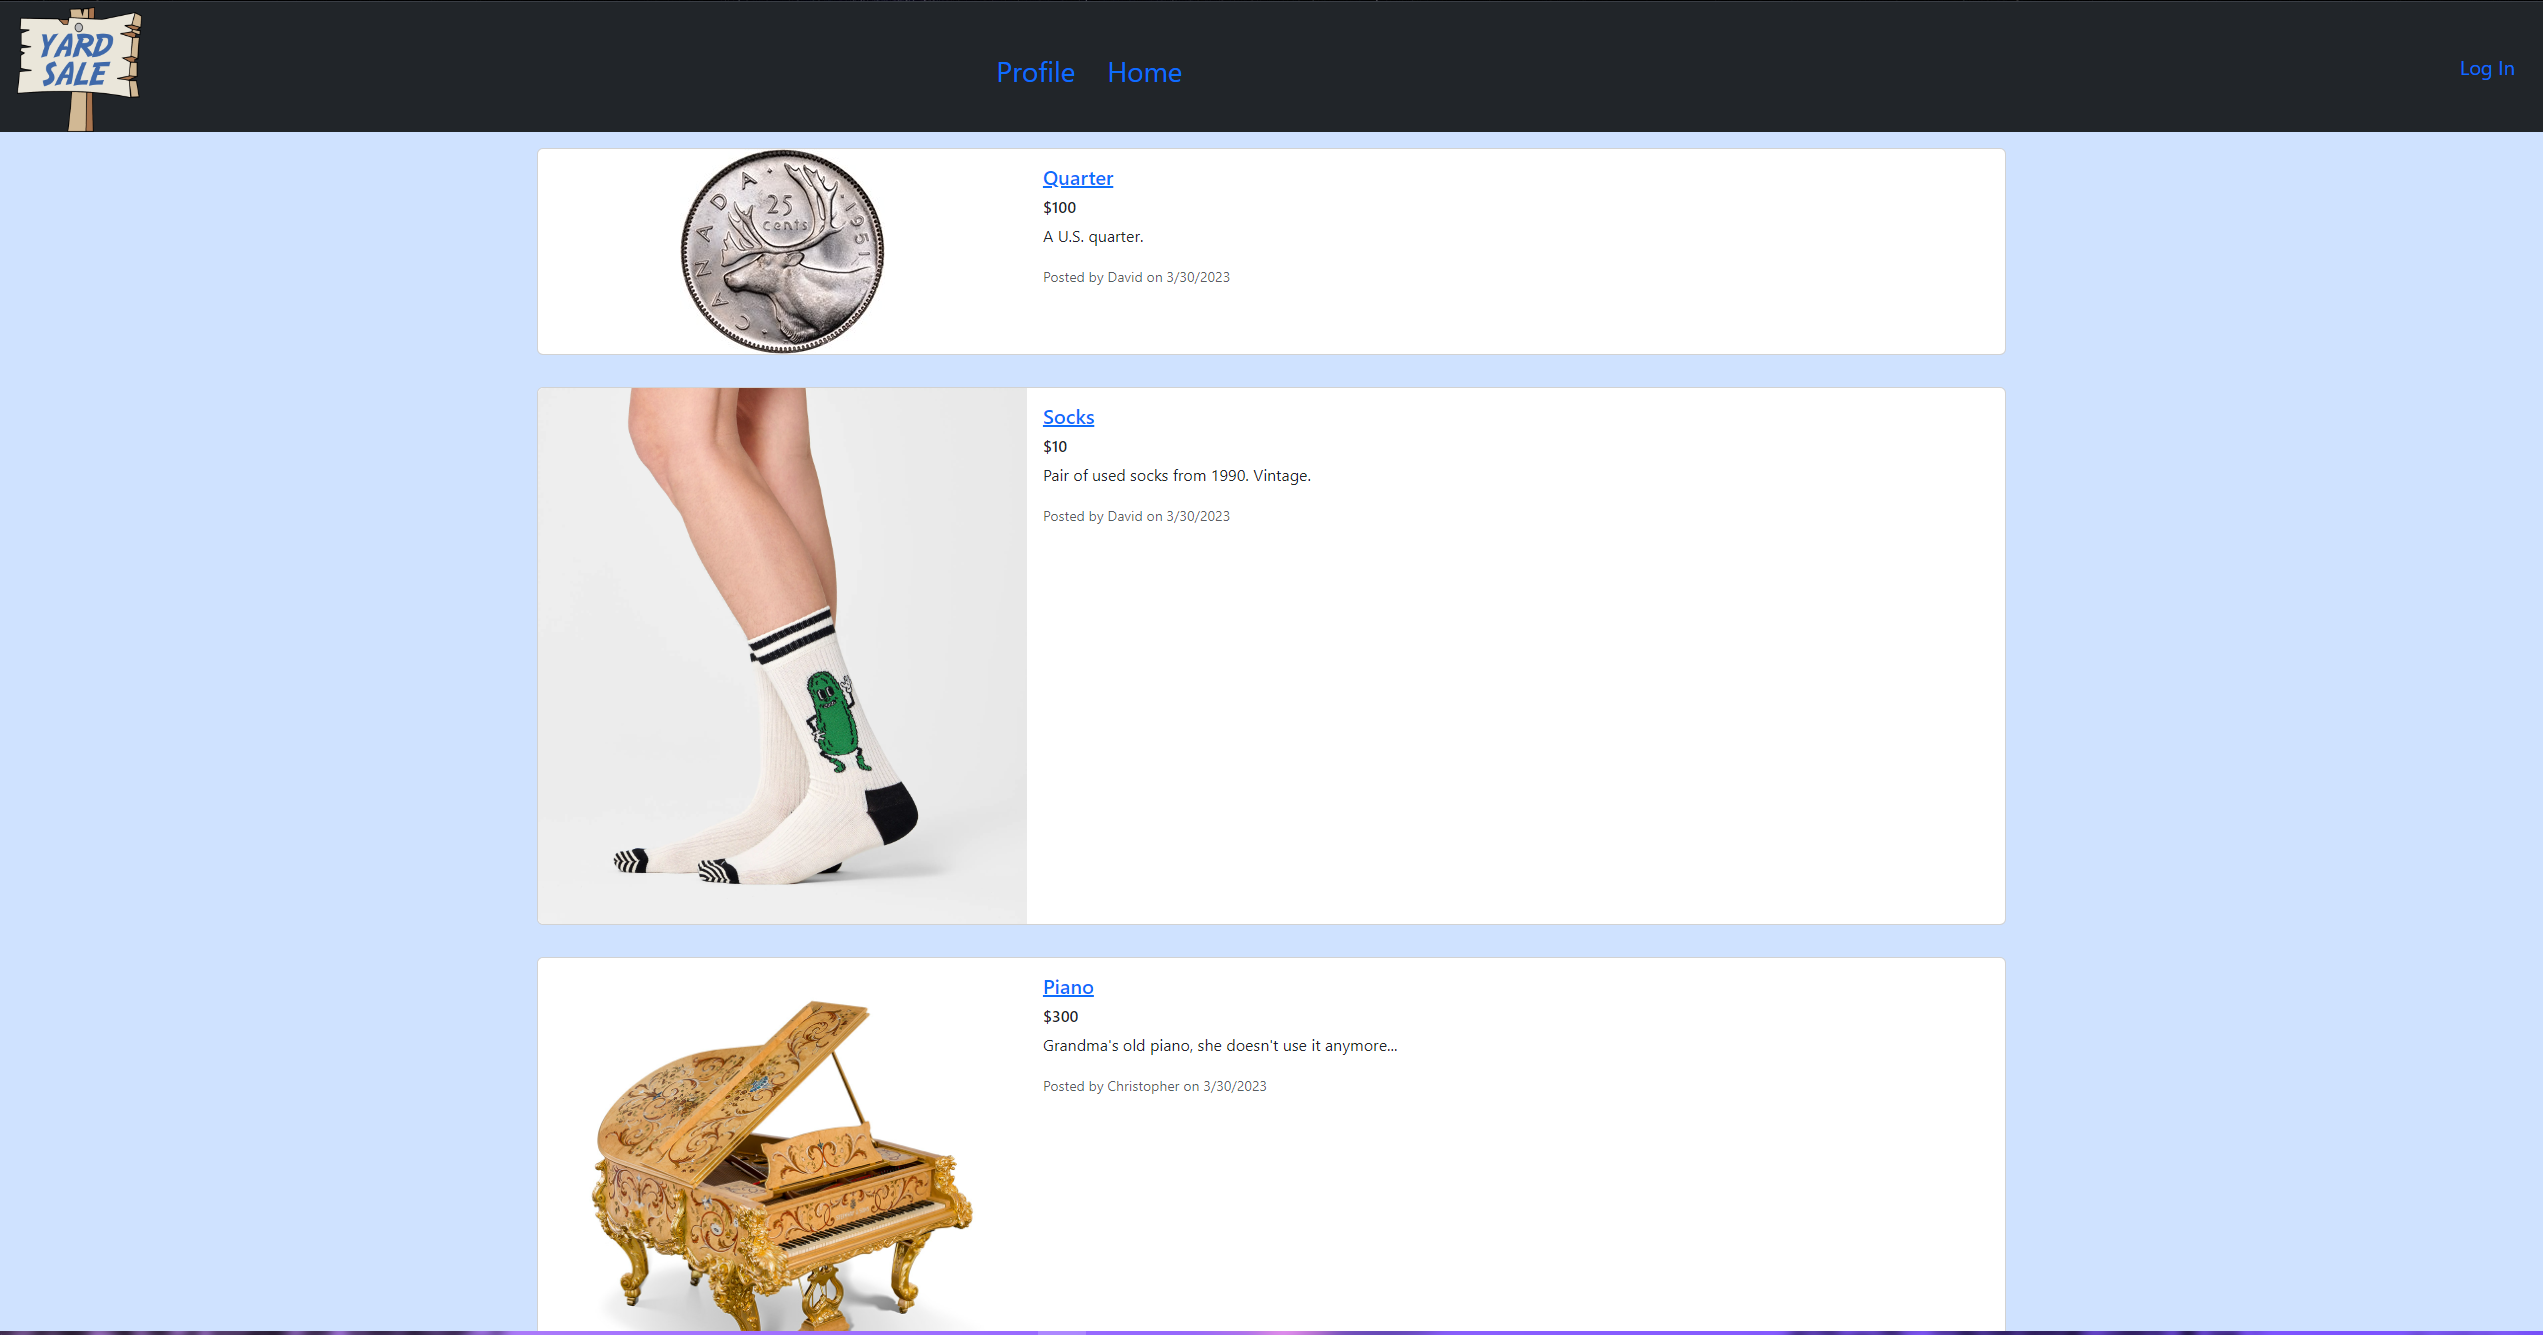 YARD
SALE
Profile Home
Log In
CANADA 25 cents 1951
Quarter
$100
A U.S. quarter.
Posted by David on 3/30/2023
Socks
$10
Pair of used socks from 1990. Vintage.
Posted by David on 3/30/2023
Piano
$300
Grandma's old piano, she doesn't use it anymore...
Posted by Christopher on 3/30/2023